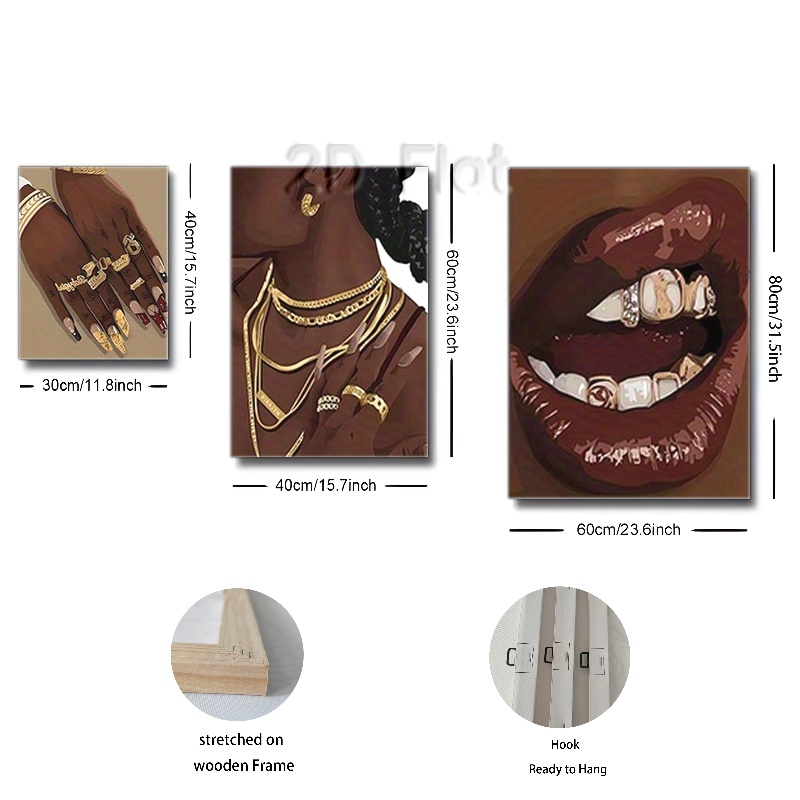 2D Flat
40cm/15.7inch
30cm/11.8inch
60cm/23.6inch
40cm/15.7inch
80cm/31.5inch
60cm/23.6inch
stretched on
wooden Frame
Hook
Ready to Hang